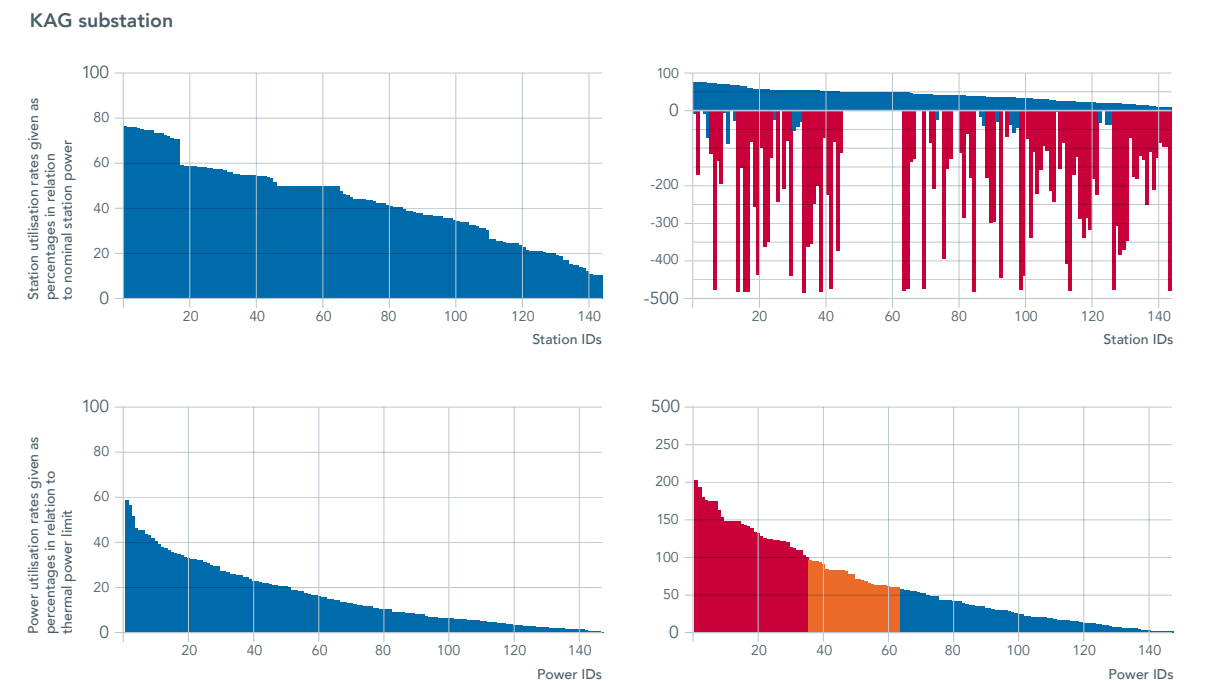 KAG substation
Station utilisation rates given as
percentages in relation
to nominal station power
100
80
60
40
20
0
20 40 60 80 100 120 140
Station IDs
100
0
-200
-300
-400
-500
20 40 60 80 100 120 140
Station IDs
Power utilisation rates given as
percentages in relation to
thermal power limit
100
80
60
40
20
0
20 40 60 80 100 120 140
Power IDs
500
250
200
150
100
50
0
20 40 60 80 100 120 140
Power IDs